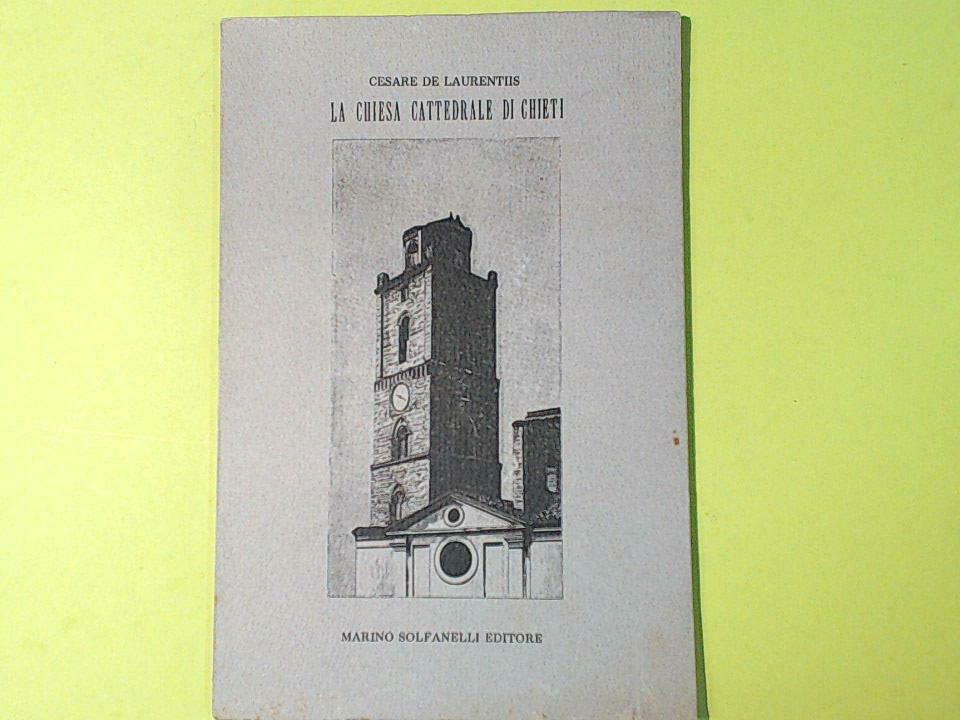 CESARE DE LAURENTIIS
LA CHIESA CATTEDRALE DI CHIETI
MARINO SOLFANELLI EDITORE